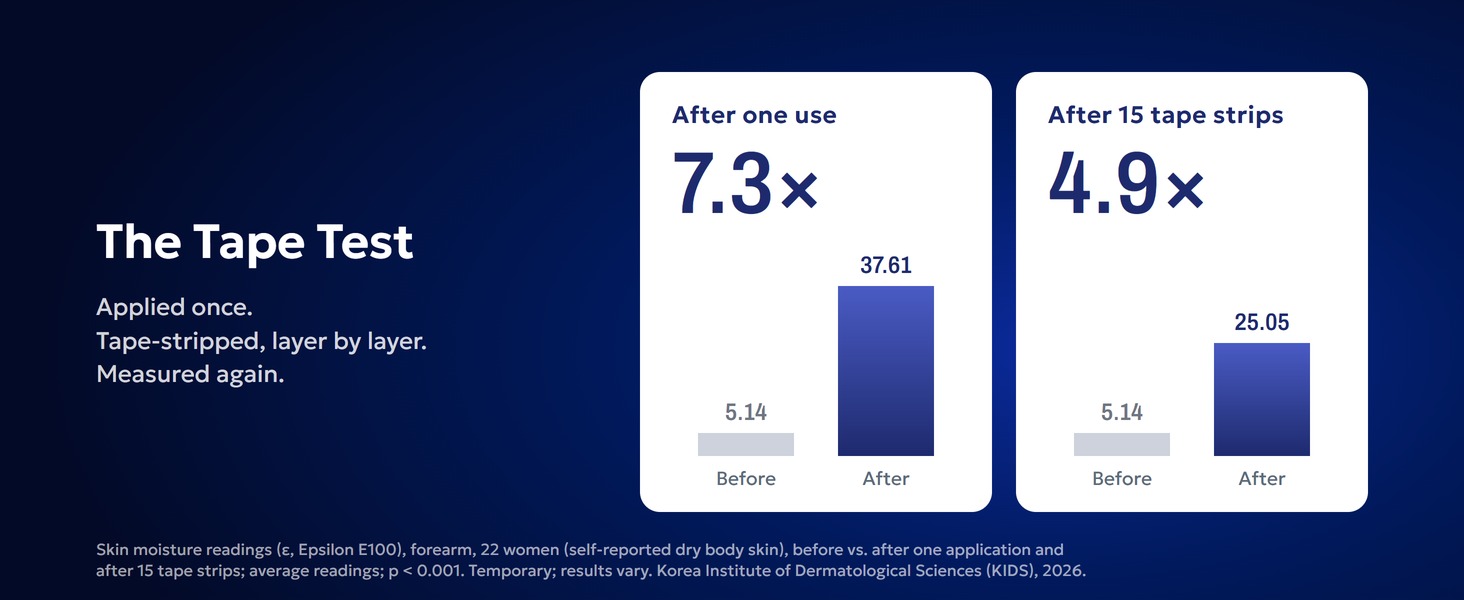 The Tape Test
Applied once.
Tape-stripped, layer by layer.
Measured again.
After one use
7.3×
37.61
5.14
Before
After
After 15 tape strips
4.9×
25.05
5.14
Before
After
Skin moisture readings (ε, Epsilon E100), forearm, 22 women (self-reported dry body skin), before vs. after one application and
after 15 tape strips; average readings; p < 0.001. Temporary; results vary. Korea Institute of Dermatological Sciences (KIDS), 2026.